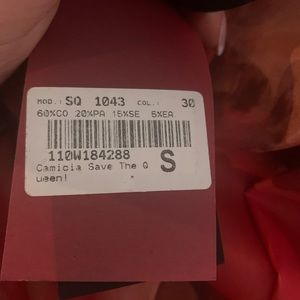 MOD.: SQ 1043 COL.: 30
60%CO 20%PA 15%SE 5%EA
110W184288
Camicia Save The Q
ueen!
S